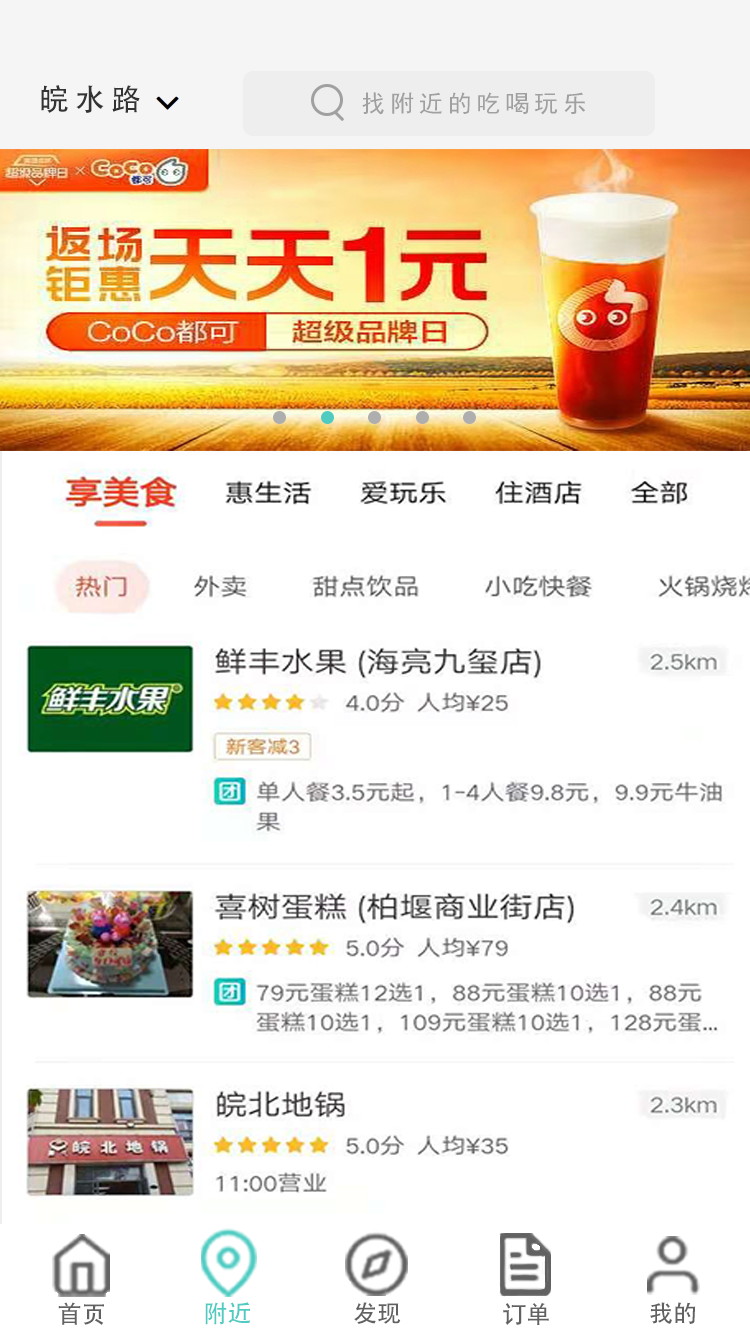 皖水路
找附近的吃喝玩乐
超级品牌日 × CoCo都可
返场
钜惠
天天1元
CoCo都可 超级品牌日
享美食 惠生活 爱玩乐 住酒店 全部
热门 外卖 甜点饮品 小吃快餐 火锅烧烤
鲜丰水果
鲜丰水果 (海亮九玺店) 2.5km
4.0分 人均¥25
新客减3
团 单人餐3.5元起，1-4人餐9.8元，9.9元牛油
果
喜树蛋糕 (柏堰商业街店) 2.4km
5.0分 人均¥79
团 79元蛋糕12选1，88元蛋糕10选1，88元
蛋糕10选1，109元蛋糕10选1，128元蛋...
皖北地锅
皖北地锅 2.3km
5.0分 人均¥35
11:00营业
首页 附近 发现 订单 我的